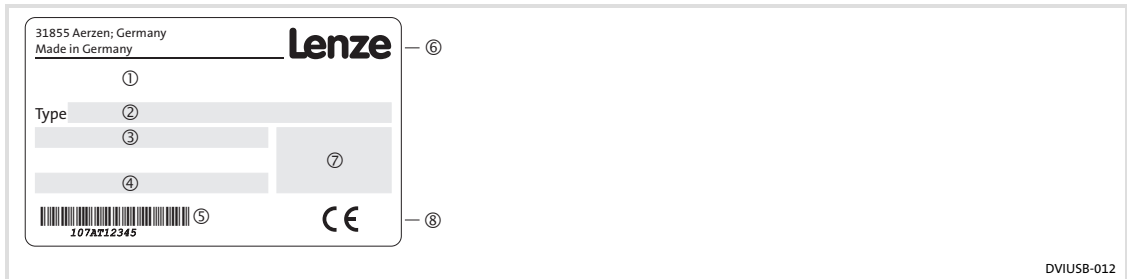 31855 Aerzen; Germany
Made in Germany
Lenze
⑥
①
Type ②
③
⑦
④
⑤
107AT12345
CE
⑧
DVIUSB-012